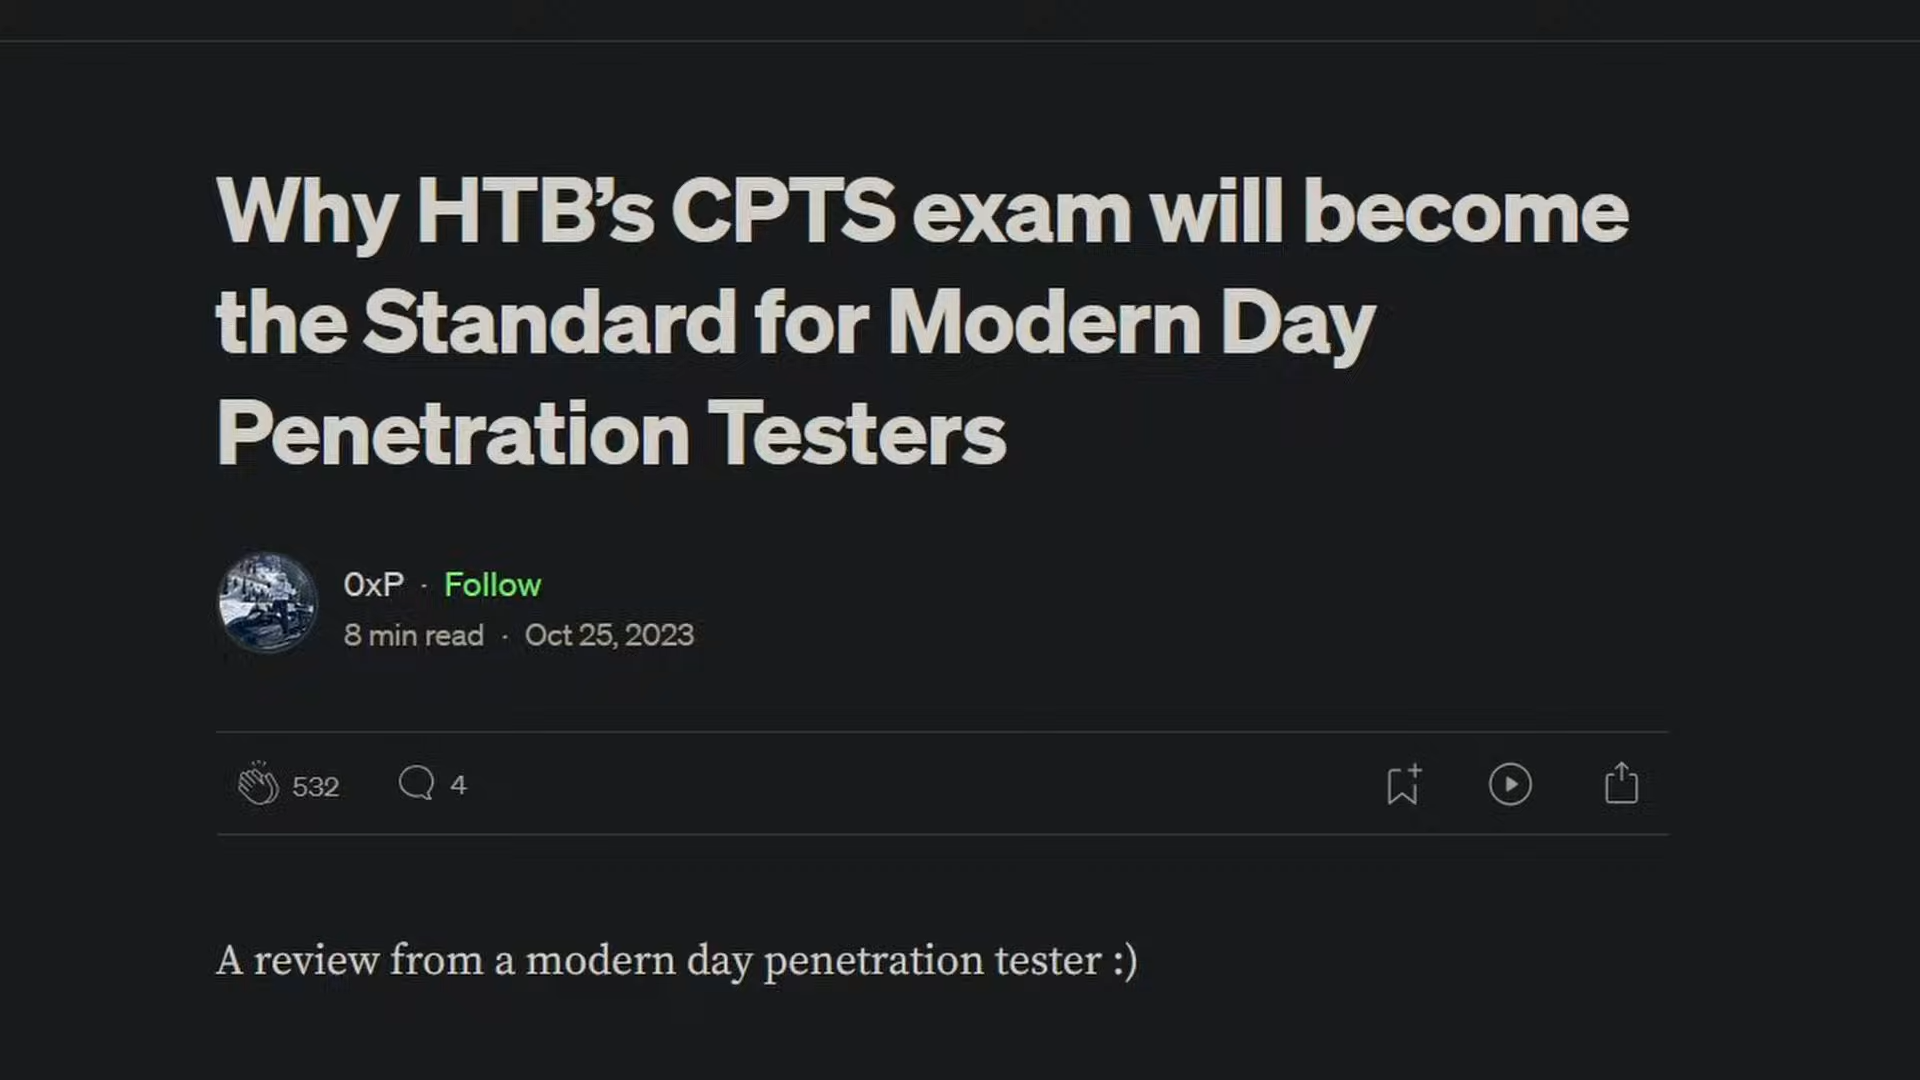 Why HTB’s CPTS exam will become
the Standard for Modern Day
Penetration Testers
0xP · Follow
8 min read · Oct 25, 2023
532 4
A review from a modern day penetration tester :)